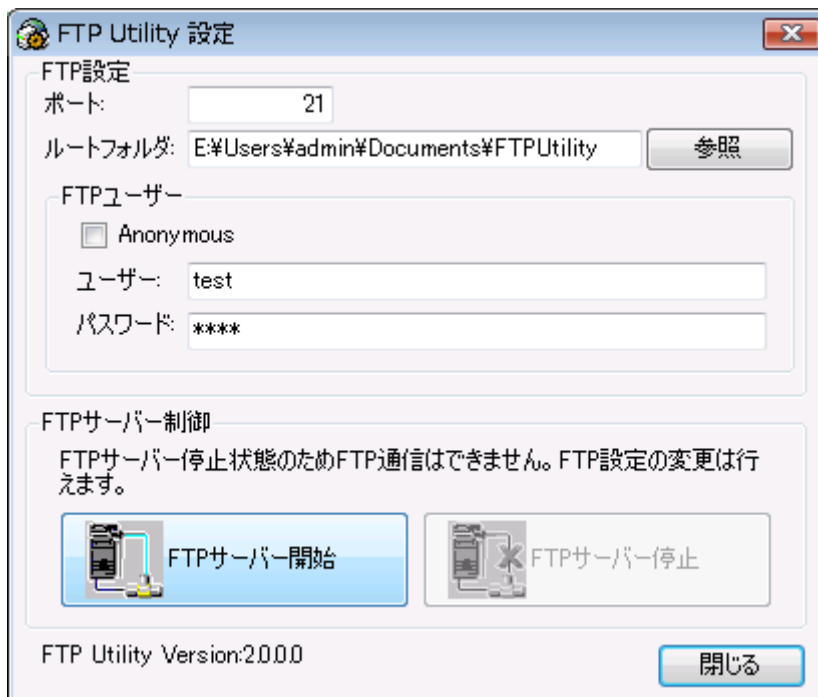 FTP Utility 設定
FTP設定
ポート: 21
ルートフォルダ: E:¥Users¥admin¥Documents¥FTPUtility 参照
FTPユーザー
Anonymous
ユーザー: test
パスワード: ****
FTPサーバー制御
FTPサーバー停止状態のためFTP通信はできません。FTP設定の変更は行
えます。
FTPサーバー開始 FTPサーバー停止
FTP Utility Version:2.0.0.0 閉じる